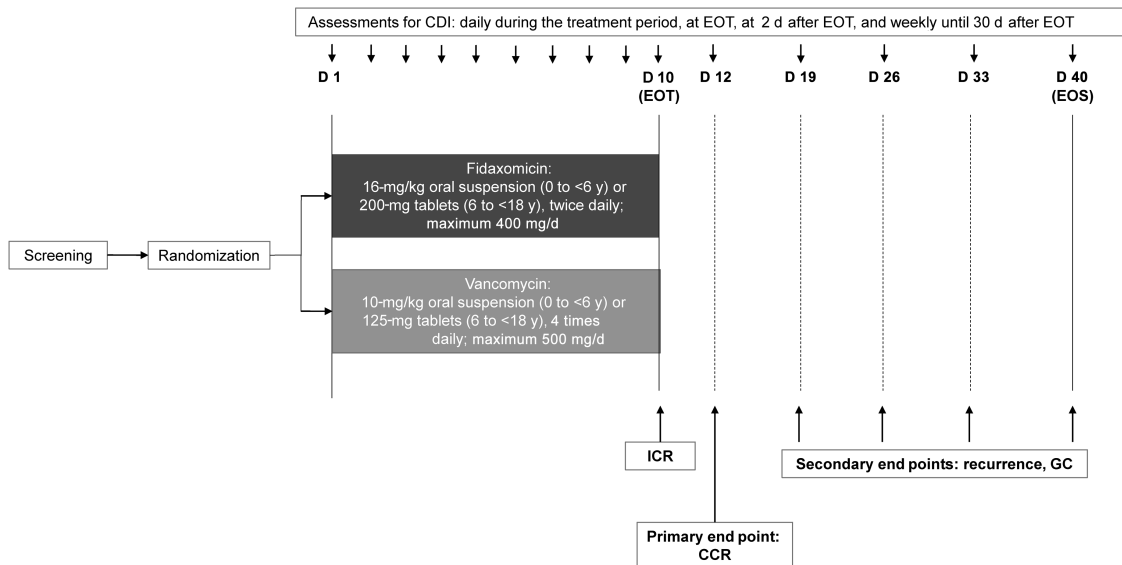 Assessments for CDI: daily during the treatment period, at EOT, at 2 d after EOT, and weekly until 30 d after EOT
D 1
D 10
(EOT)
D 12
D 19
D 26
D 33
D 40
(EOS)
Fidaxomicin:
16-mg/kg oral suspension (0 to <6 y) or
200-mg tablets (6 to <18 y), twice daily;
maximum 400 mg/d
Screening
Randomization
Vancomycin:
10-mg/kg oral suspension (0 to <6 y) or
125-mg tablets (6 to <18 y), 4 times
daily; maximum 500 mg/d
ICR
Secondary end points: recurrence, GC
Primary end point:
CCR